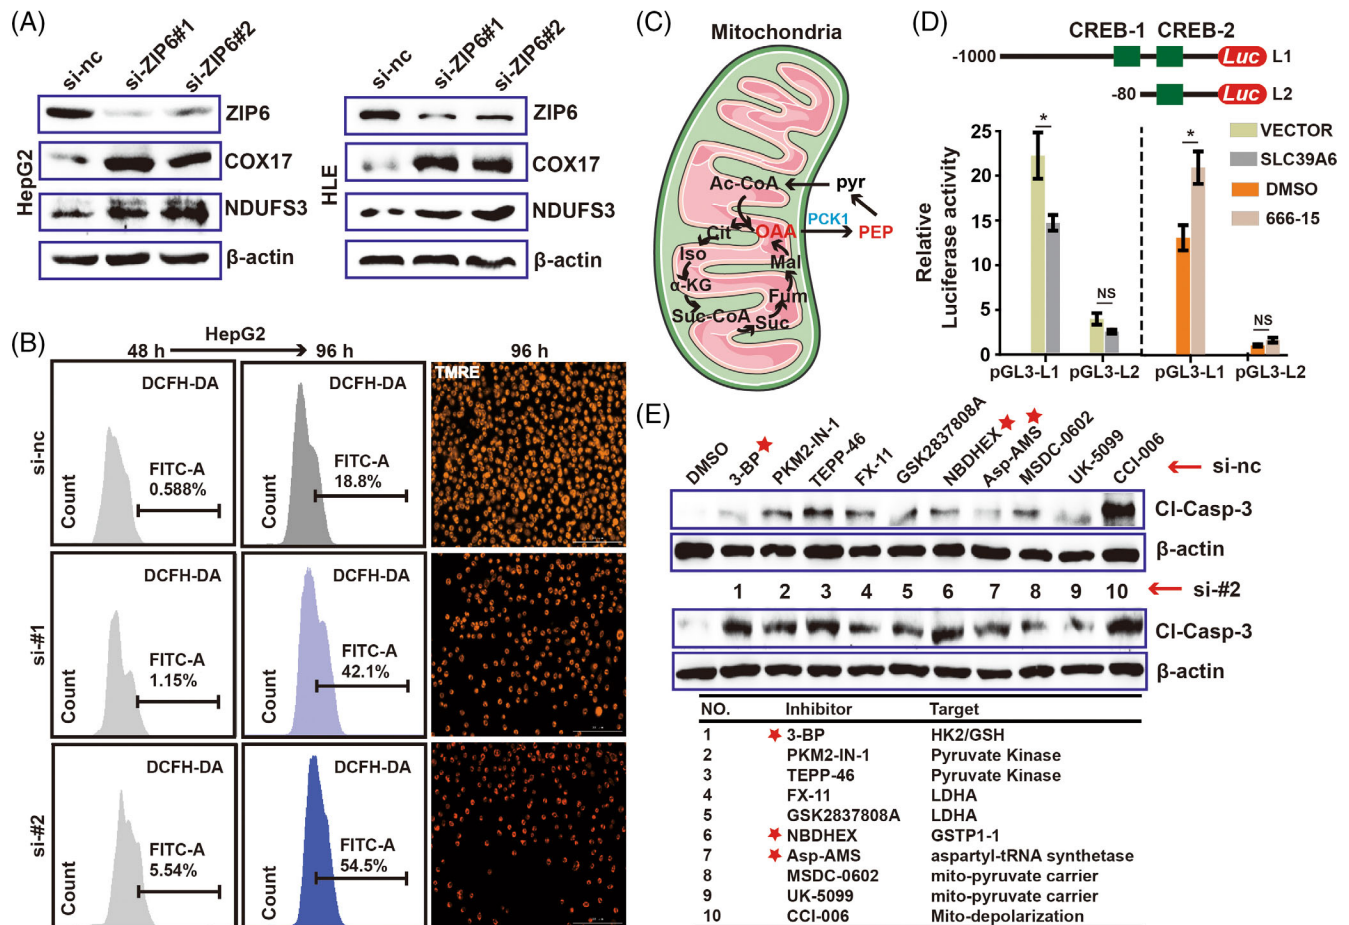 (A)
si-nc
si-ZIP6#1
si-ZIP6#2
HepG2
ZIP6
COX17
NDUFS3
β-actin
si-nc
si-ZIP6#1
si-ZIP6#2
HLE
ZIP6
COX17
NDUFS3
β-actin
(B)
HepG2
48 h
96 h
96 h
si-nc
Count
DCFH-DA
FITC-A
0.588%
Count
DCFH-DA
FITC-A
18.8%
TMRE
si-#1
Count
DCFH-DA
FITC-A
1.15%
Count
DCFH-DA
FITC-A
42.1%
si-#2
Count
DCFH-DA
FITC-A
5.54%
Count
DCFH-DA
FITC-A
54.5%
(C)
Mitochondria
Ac-CoA
pyr
PCK1
Cit
OAA
PEP
Iso
Mal
α-KG
Fum
Suc-CoA
Suc
(D)
CREB-1 CREB-2
-1000 Luc L1
-80 Luc L2
Relative
Luciferase activity
25
20
15
10
5
0
*
NS
*
NS
pGL3-L1 pGL3-L2 pGL3-L1 pGL3-L2
VECTOR
SLC39A6
DMSO
666-15
(E)
DMSO
3-BP
PKM2-IN-1
TEPP-46
FX-11
GSK2837808A
NBDHEX
Asp-AMS
MSDC-0602
UK-5099
CCI-006
si-nc
Cl-Casp-3
β-actin
1 2 3 4 5 6 7 8 9 10
si-#2
Cl-Casp-3
β-actin
NO. Inhibitor Target
1 3-BP HK2/GSH
2 PKM2-IN-1 Pyruvate Kinase
3 TEPP-46 Pyruvate Kinase
4 FX-11 LDHA
5 GSK2837808A LDHA
6 NBDHEX GSTP1-1
7 Asp-AMS aspartyl-tRNA synthetase
8 MSDC-0602 mito-pyruvate carrier
9 UK-5099 mito-pyruvate carrier
10 CCI-006 Mito-depolarization